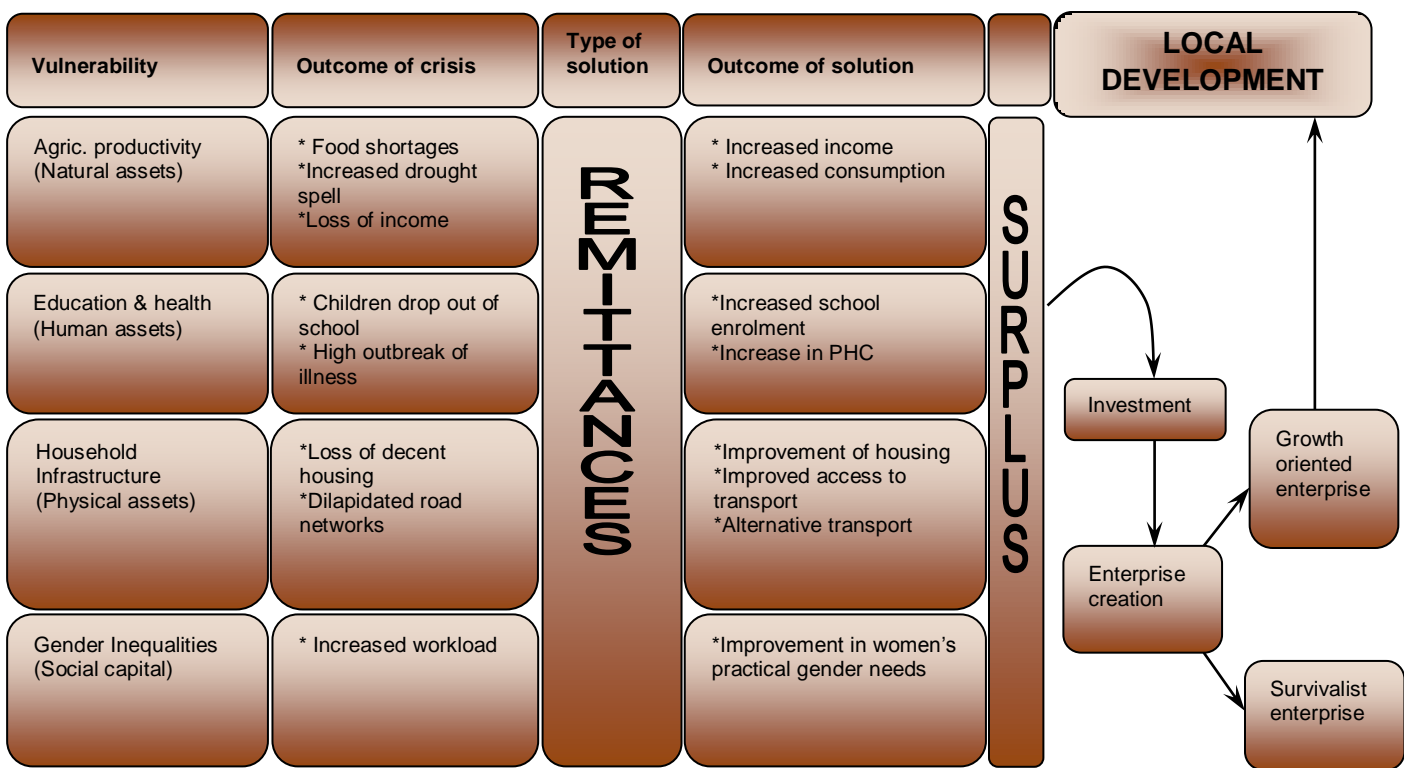 Vulnerability
Outcome of crisis
Type of
solution
Outcome of solution
LOCAL
DEVELOPMENT
Agric. productivity
(Natural assets)
* Food shortages
*Increased drought
spell
*Loss of income
REMITTANCES
* Increased income
* Increased consumption
SURPLUS
Education & health
(Human assets)
* Children drop out of
school
* High outbreak of
illness
*Increased school
enrolment
*Increase in PHC
Household
Infrastructure
(Physical assets)
*Loss of decent
housing
*Dilapidated road
networks
*Improvement of housing
*Improved access to
transport
*Alternative transport
Gender Inequalities
(Social capital)
* Increased workload
*Improvement in women's
practical gender needs
Investment
Growth
oriented
enterprise
Enterprise
creation
Survivalist
enterprise